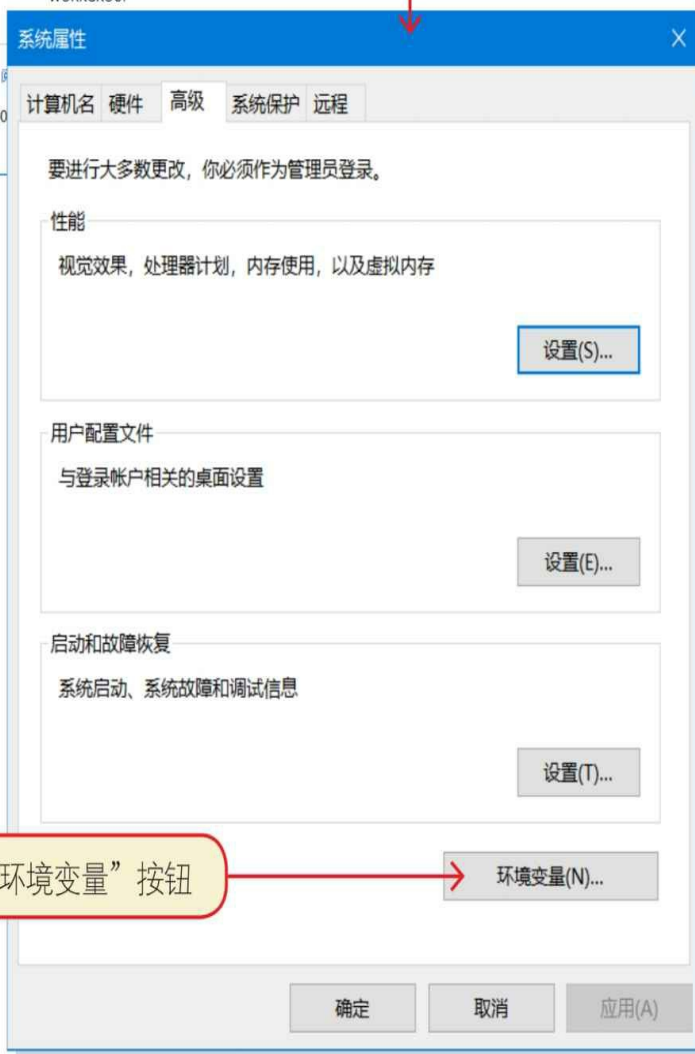 系统属性
计算机名 硬件 高级 系统保护 远程
要进行大多数更改，你必须作为管理员登录。
性能
视觉效果，处理器计划，内存使用，以及虚拟内存
设置(S)...
用户配置文件
与登录帐户相关的桌面设置
设置(E)...
启动和故障恢复
系统启动、系统故障和调试信息
设置(T)...
环境变量”按钮
环境变量(N)...
确定 取消 应用(A)